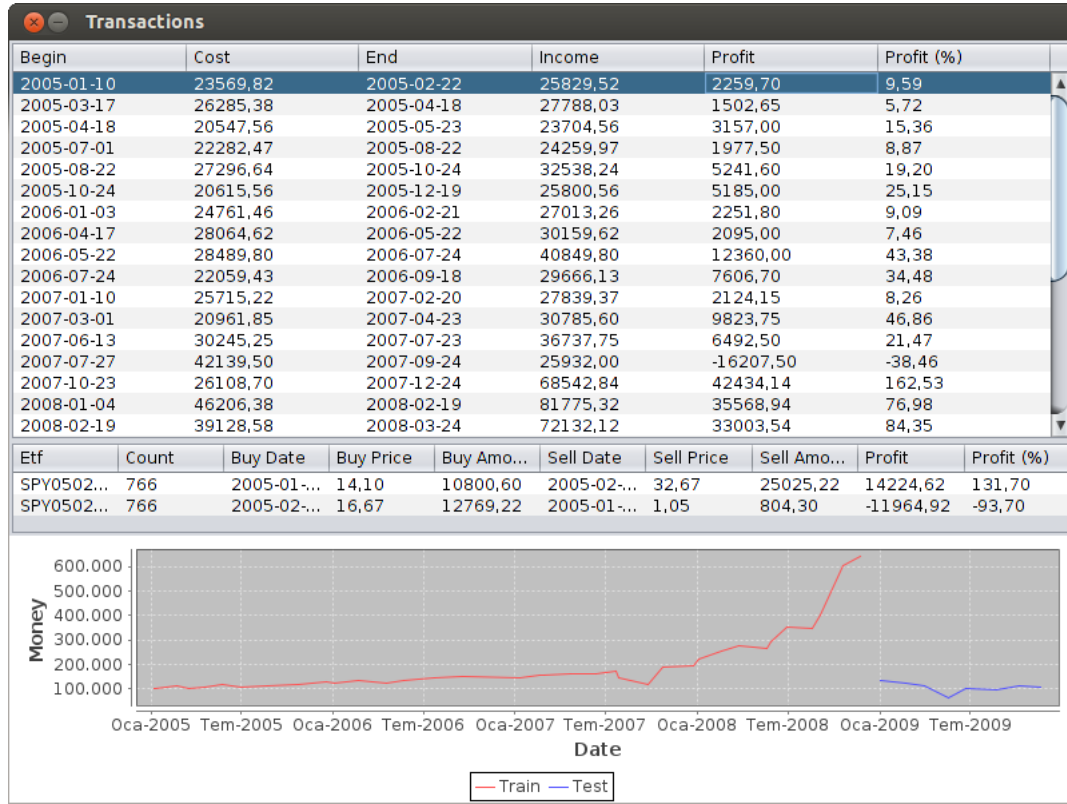 Transactions
Begin Cost End Income Profit Profit (%)
2005-01-10 23569,82 2005-02-22 25829,52 2259,70 9,59
2005-03-17 26285,38 2005-04-18 27788,03 1502,65 5,72
2005-04-18 20547,56 2005-05-23 23704,56 3157,00 15,36
2005-07-01 22282,47 2005-08-22 24259,97 1977,50 8,87
2005-08-22 27296,64 2005-10-24 32538,24 5241,60 19,20
2005-10-24 20615,56 2005-12-19 25800,56 5185,00 25,15
2006-01-03 24761,46 2006-02-21 27013,26 2251,80 9,09
2006-04-17 28064,62 2006-05-22 30159,62 2095,00 7,46
2006-05-22 28489,80 2006-07-24 40849,80 12360,00 43,38
2006-07-24 22059,43 2006-09-18 29666,13 7606,70 34,48
2007-01-10 25715,22 2007-02-20 27839,37 2124,15 8,26
2007-03-01 20961,85 2007-04-23 30785,60 9823,75 46,86
2007-06-13 30245,25 2007-07-23 36737,75 6492,50 21,47
2007-07-27 42139,50 2007-09-24 25932,00 -16207,50 -38,46
2007-10-23 26108,70 2007-12-24 68542,84 42434,14 162,53
2008-01-04 46206,38 2008-02-19 81775,32 35568,94 76,98
2008-02-19 39128,58 2008-03-24 72132,12 33003,54 84,35
Etf Count Buy Date Buy Price Buy Amo... Sell Date Sell Price Sell Amo... Profit Profit (%)
SPY0502... 766 2005-01-... 14,10 10800,60 2005-02-... 32,67 25025,22 14224,62 131,70
SPY0502... 766 2005-02-... 16,67 12769,22 2005-01-... 1,05 804,30 -11964,92 -93,70
600.000
500.000
400.000
300.000
200.000
100.000
Money
Oca-2005 Tem-2005 Oca-2006 Tem-2006 Oca-2007 Tem-2007 Oca-2008 Tem-2008 Oca-2009 Tem-2009
Date
Train Test